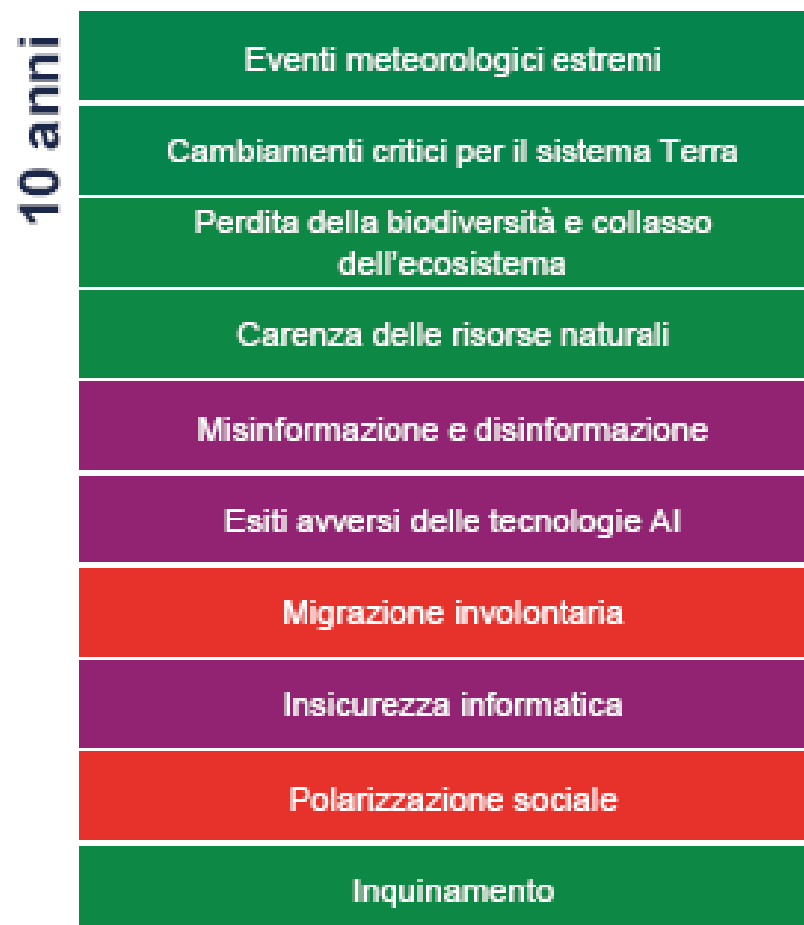 10 anni
Eventi meteorologici estremi
Cambiamenti critici per il sistema Terra
Perdita della biodiversità e collasso
dell'ecosistema
Carenza delle risorse naturali
Misinformazione e disinformazione
Esiti avversi delle tecnologie AI
Migrazione involontaria
Insicurezza informatica
Polarizzazione sociale
Inquinamento